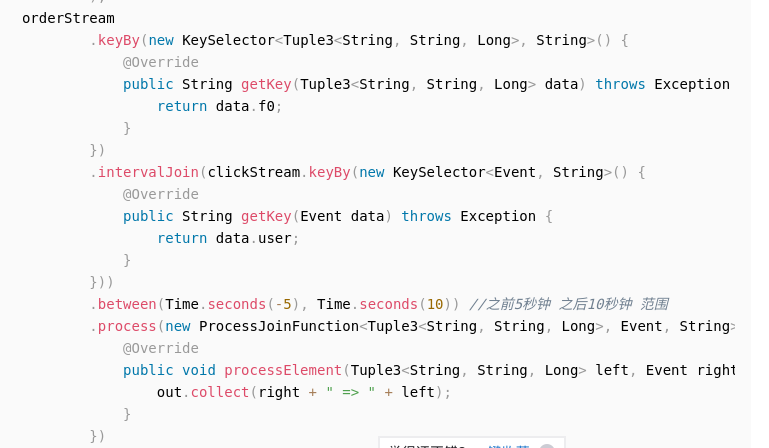 orderStream
        .keyBy(new KeySelector<Tuple3<String, String, Long>, String>() {
            @Override
            public String getKey(Tuple3<String, String, Long> data) throws Exception
                return data.f0;
            }
        })
        .intervalJoin(clickStream.keyBy(new KeySelector<Event, String>() {
            @Override
            public String getKey(Event data) throws Exception {
                return data.user;
            }
        }))
        .between(Time.seconds(-5), Time.seconds(10)) //之前5秒钟 之后10秒钟 范围
        .process(new ProcessJoinFunction<Tuple3<String, String, Long>, Event, String>
            @Override
            public void processElement(Tuple3<String, String, Long> left, Event right
                out.collect(right + " => " + left);
            }
        })